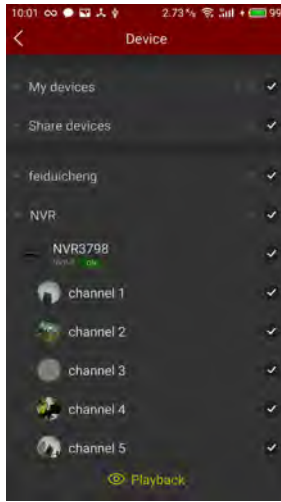 10:01 2.73% 99
Device
My devices
Share devices
feiduicheng
NVR
NVR3798
channel 1
channel 2
channel 3
channel 4
channel 5
Playback